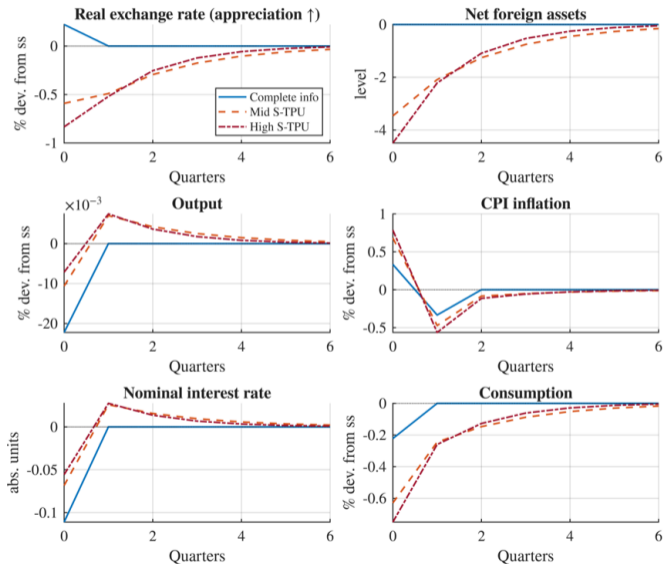 Real exchange rate (appreciation ↑)
% dev. from ss
0
-0.5
-1
Complete info
Mid S-TPU
High S-TPU
0 2 4 6
Quarters
Net foreign assets
level
0
-2
-4
0 2 4 6
Quarters
Output
×10⁻³
% dev. from ss
0
-10
-20
0 2 4 6
Quarters
CPI inflation
% dev. from ss
1
0.5
0
-0.5
0 2 4 6
Quarters
Nominal interest rate
abs. units
0
-0.05
-0.1
0 2 4 6
Quarters
Consumption
% dev. from ss
0
-0.2
-0.4
-0.6
0 2 4 6
Quarters